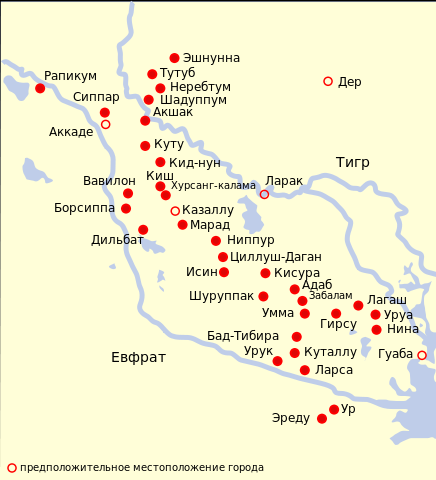 Эшнунна
Тутуб
Рапикум
Неребтум
Дер
Сиппар
Шадуппум
Акшак
Аккаде
Куту
Кид-нун
Тигр
Киш
Вавилон
Хурсанг-калама
Ларак
Борсиппа
Казаллу
Марад
Дильбат
Ниппур
Циллуш-Даган
Исин
Кисура
Адаб
Шуруппак
Забалам
Лагаш
Умма
Гирсу
Уруа
Нина
Бад-Тибира
Урук
Куталлу
Гуаба
Евфрат
Ларса
Ур
Эреду
предположительное местоположение города